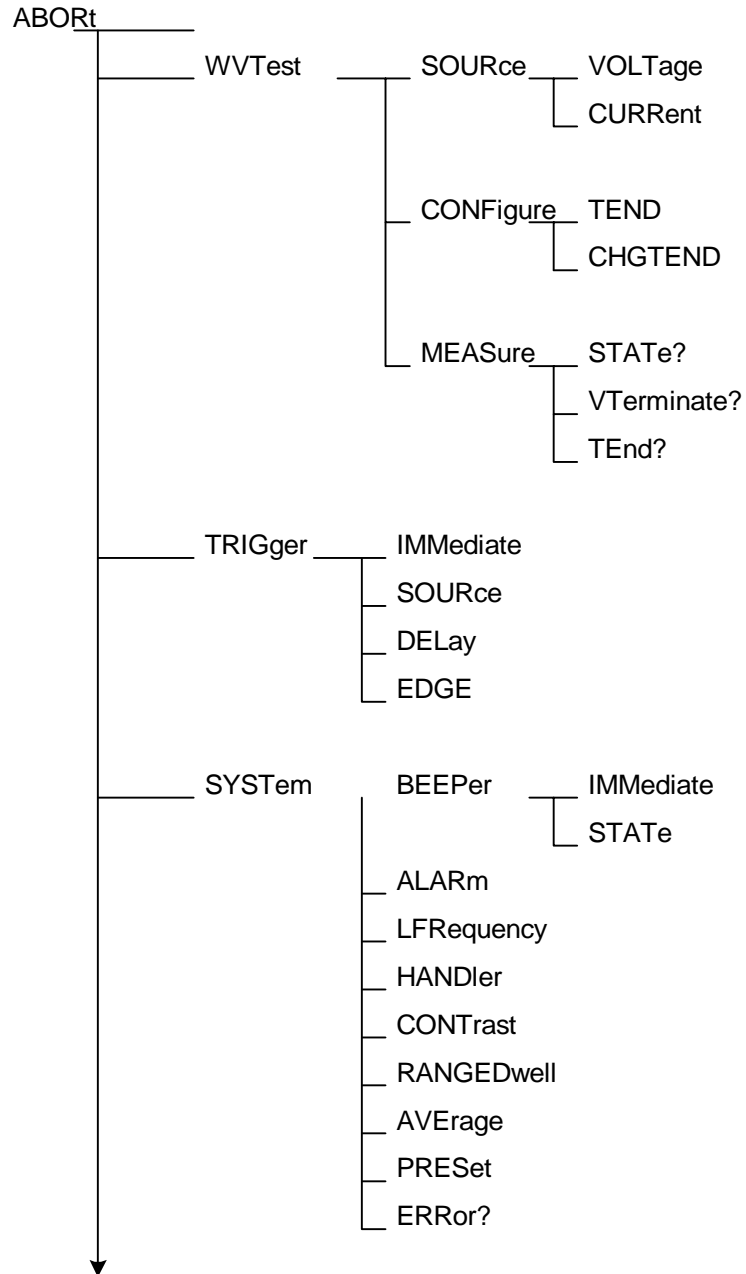 ABORt
WVTest SOURce VOLTage
CURRent
CONFigure TEND
CHGTEND
MEASure STATe?
VTerminate?
TEnd?
TRIGger IMMediate
SOURce
DELay
EDGE
SYSTem BEEPer IMMediate
STATe
ALARm
LFRequency
HANDler
CONTrast
RANGEDwell
AVErage
PRESet
ERRor?